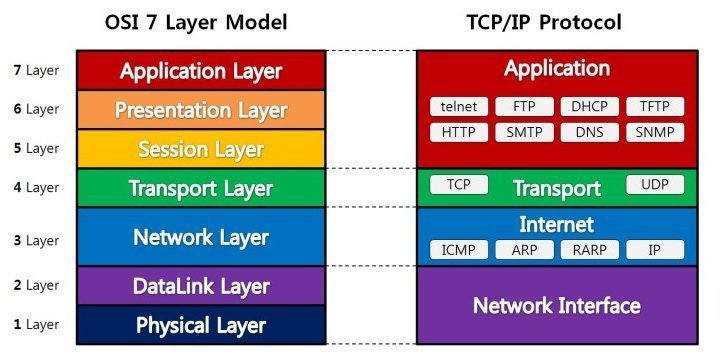 OSI 7 Layer Model
TCP/IP Protocol
7 Layer
Application Layer
Application
6 Layer
Presentation Layer
telnet FTP DHCP TFTP
HTTP SMTP DNS SNMP
5 Layer
Session Layer
4 Layer
Transport Layer
TCP Transport UDP
3 Layer
Network Layer
Internet
ICMP ARP RARP IP
2 Layer
DataLink Layer
Network Interface
1 Layer
Physical Layer